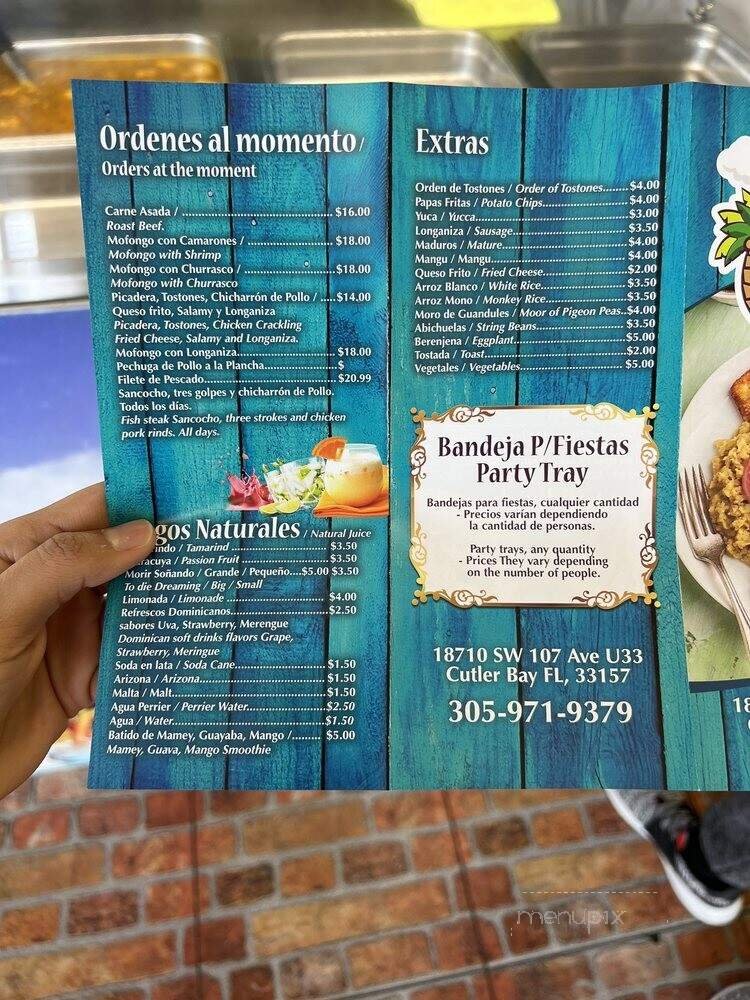 Ordenes al momento /
Orders at the moment
Carne Asada / ........ $16.00
Roast Beef.
Mofongo con Camarones / ........ $18.00
Mofongo with Shrimp
Mofongo con Churrasco / ........ $18.00
Mofongo with Churrasco
Picadera, Tostones, Chicharrón de Pollo / ..... $14.00
Queso frito, Salamy y Longaniza
Picadera, Tostones, Chicken Crackling
Fried Cheese, Salamy and Longaniza.
Mofongo con Longaniza........ $18.00
Pechuga de Pollo a la Plancha........ $
Filete de Pescado........ $20.99
Sancocho, tres golpes y chicharrón de Pollo.
Todos los días.
Fish steak Sancocho, three strokes and chicken
pork rinds. All days.
gos Naturales / Natural Juice
indo / Tamarind ........ $3.50
racuya / Passion Fruit ........ $3.50
Morir Soñando / Grande / Pequeño....$5.00 $3.50
To die Dreaming / Big / Small
Limonada / Limonade ........ $4.00
Refrescos Dominicanos........ $2.50
sabores Uva, Strawberry, Merengue
Dominican soft drinks flavors Grape,
Strawberry, Meringue
Soda en lata / Soda Cane........ $1.50
Arizona / Arizona........ $1.50
Malta / Malt........ $1.50
Agua Perrier / Perrier Water........ $2.50
Agua / Water........ $1.50
Batido de Mamey, Guayaba, Mango /......... $5.00
Mamey, Guava, Mango Smoothie
Extras
Orden de Tostones / Order of Tostones........ $4.00
Papas Fritas / Potato Chips........ $4.00
Yuca / Yucca........ $3.00
Longaniza / Sausage........ $3.50
Maduros / Mature........ $4.00
Mangu / Mangu........ $4.00
Queso Frito / Fried Cheese........ $2.00
Arroz Blanco / White Rice........ $3.50
Arroz Mono / Monkey Rice........ $3.50
Moro de Guandules / Moor of Pigeon Peas..$4.00
Abichuelas / String Beans........ $3.50
Berenjena / Eggplant........ $5.00
Tostada / Toast........ $2.00
Vegetales / Vegetables........ $5.00
Bandeja P/Fiestas
Party Tray
Bandejas para fiestas, cualquier cantidad
- Precios varían dependiendo
la cantidad de personas.
Party trays, any quantity
- Prices They vary depending
on the number of people.
18710 SW 107 Ave U33
Cutler Bay FL, 33157
305-971-9379
18
menupix